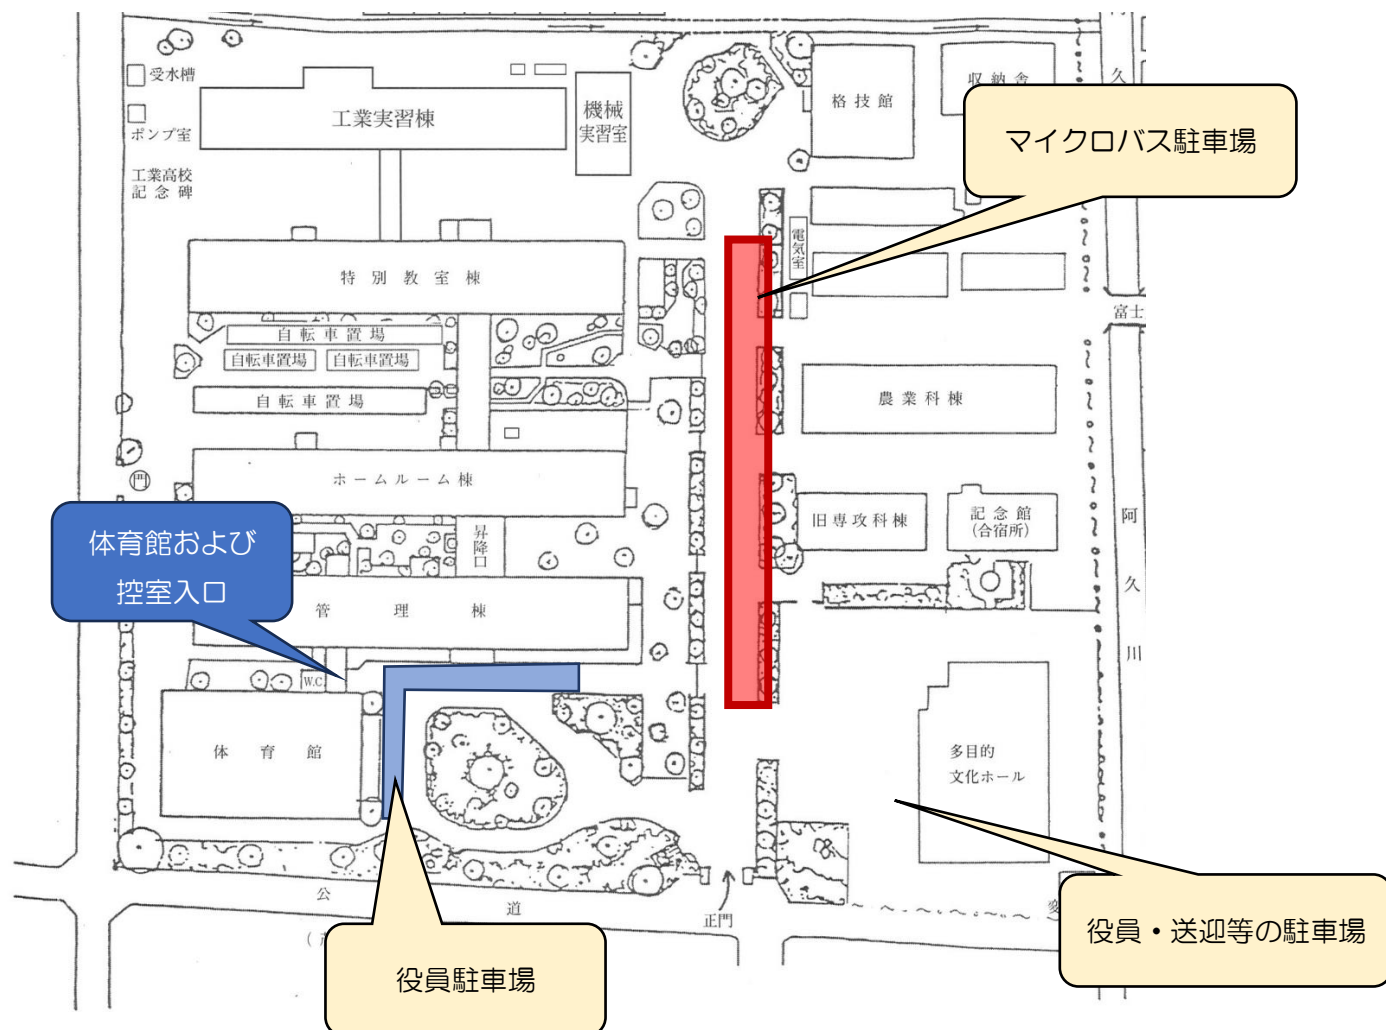 受水槽
ポンプ室
工業高校
記念碑
工業実習棟
機械
実習室
格技館
収納舎
久
マイクロバス駐車場
特別教室棟
電気室
富士
自転車置場
自転車置場
自転車置場
自転車置場
農業科棟
ホームルーム棟
門
体育館および
控室入口
昇降口
旧専攻科棟
記念館
(合宿所)
阿久川
管理棟
W.C
体育館
多目的
文化ホール
公道
正門
変
役員駐車場
役員・送迎等の駐車場